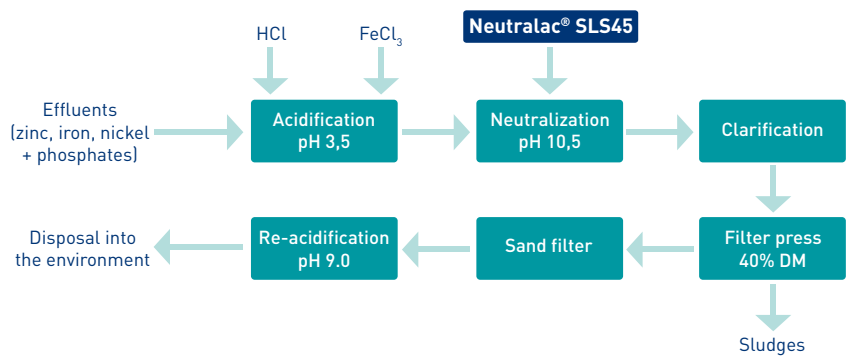 HCl
FeCl₃
Neutralac® SLS45
Effluents
(zinc, iron, nickel
+ phosphates)
Acidification
pH 3,5
Neutralization
pH 10,5
Clarification
Disposal into
the environment
Re-acidification
pH 9.0
Sand filter
Filter press
40% DM
Sludges